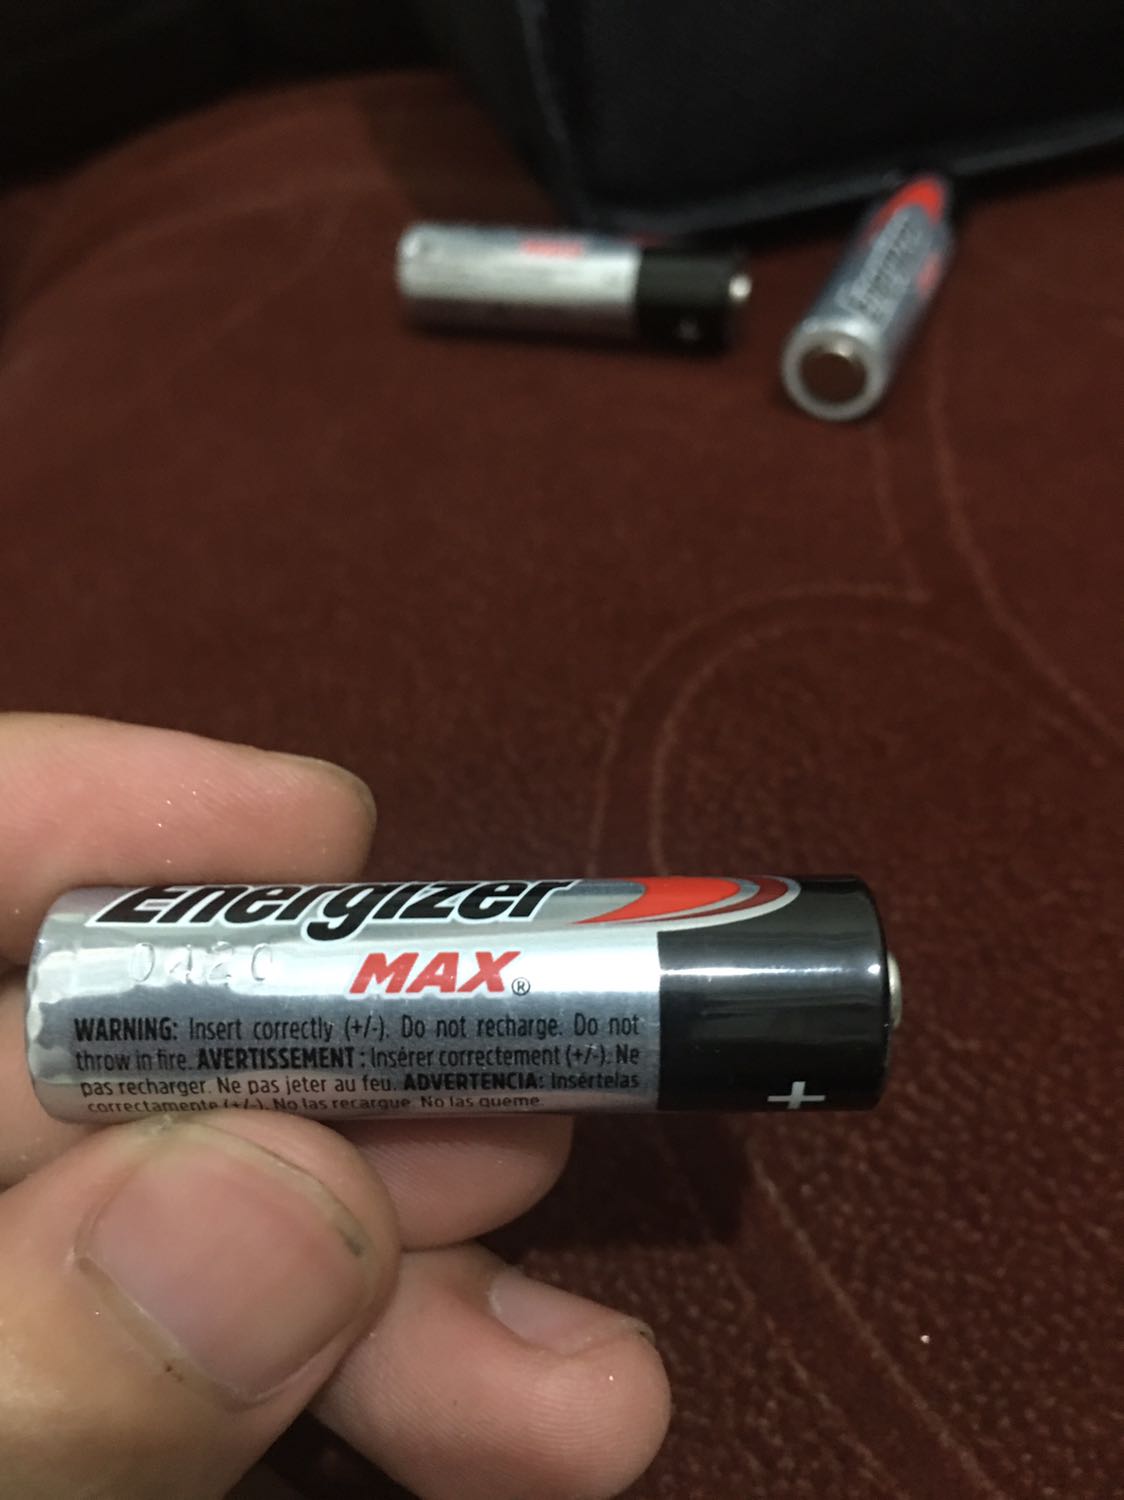 MAX
Energizer
0420
MAX®
WARNING: Insert correctly (+/-). Do not recharge. Do not
throw in fire. AVERTISSEMENT : Insérer correctement (+/-). Ne
pas recharger. Ne pas jeter au feu. ADVERTENCIA: Insértelas
correctamente (+/-). No las recargue. No las queme.
+